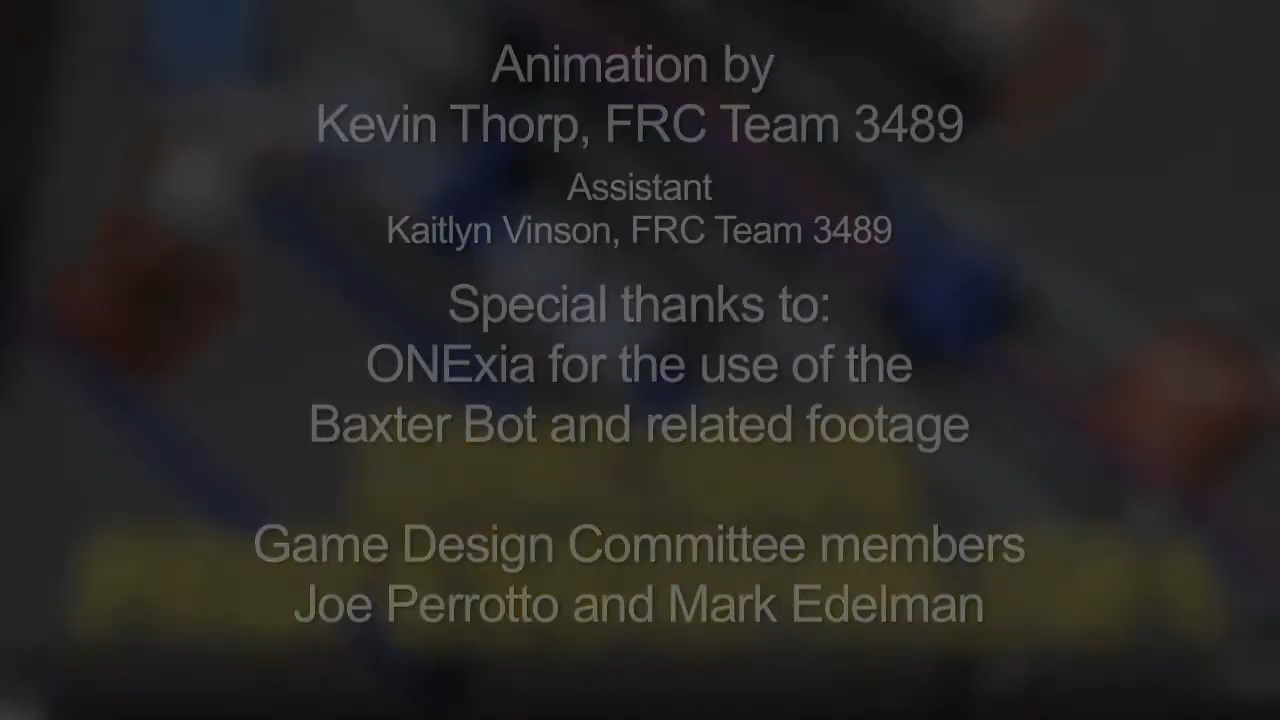 Animation by
Kevin Thorp, FRC Team 3489
Assistant
Kaitlyn Vinson, FRC Team 3489
Special thanks to:
ONExia for the use of the
Baxter Bot and related footage
Game Design Committee members
Joe Perrotto and Mark Edelman